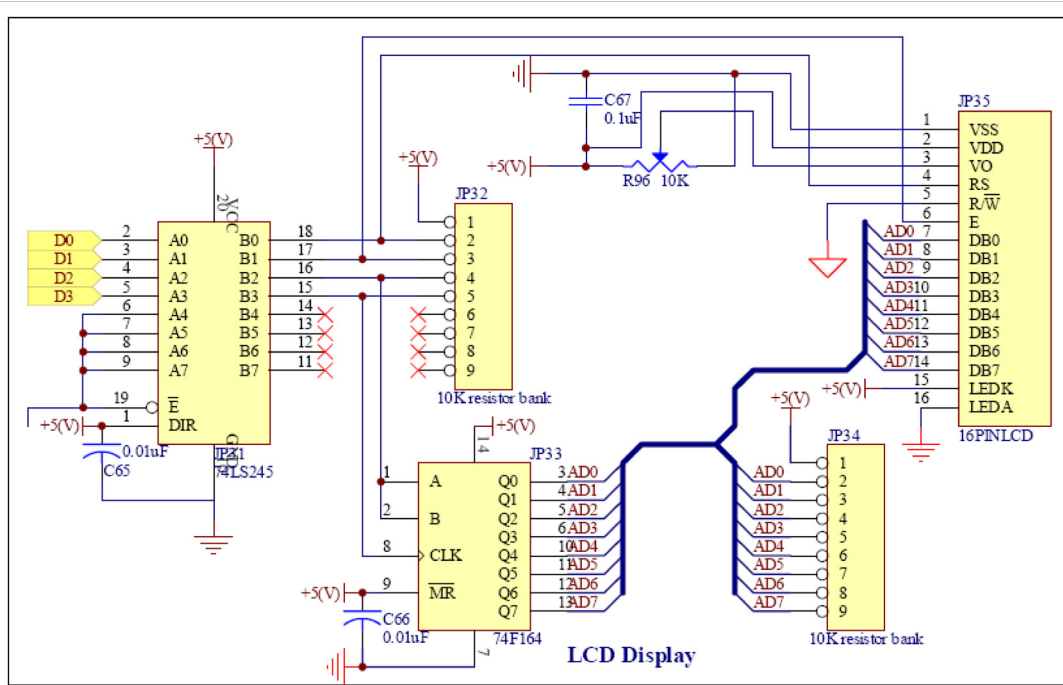 +5(V)
D0
D1
D2
D3
2
3
4
5
6
7
8
9
19
1
A0
A1
A2
A3
A4
A5
A6
A7
E
DIR
20
VCC
B0
B1
B2
B3
B4
B5
B6
B7
18
17
16
15
14
13
12
11
GND
JP31
74LS245
+5(V)
0.01uF
C65
+5(V)
JP32
1
2
3
4
5
6
7
8
9
10K resistor bank
C67
0.1uF
+5(V)
R96 10K
JP35
1 VSS
2 VDD
3 VO
4 RS
5 R/W
6 E
AD0 7 DB0
AD1 8 DB1
AD2 9 DB2
AD3 10 DB3
AD4 11 DB4
AD5 12 DB5
AD6 13 DB6
AD7 14 DB7
+5(V) 15 LEDK
16 LEDA
16PINLCD
14
+5(V)
JP33
1 A
2 B
8 CLK
9 MR
Q0 3 AD0
Q1 4 AD1
Q2 5 AD2
Q3 6 AD3
Q4 10 AD4
Q5 11 AD5
Q6 12 AD6
Q7 13 AD7
+5(V)
C66
0.01uF
74F164
7
+5(V)
JP34
1
AD0 2
AD1 3
AD2 4
AD3 5
AD4 6
AD5 7
AD6 8
AD7 9
10K resistor bank
LCD Display